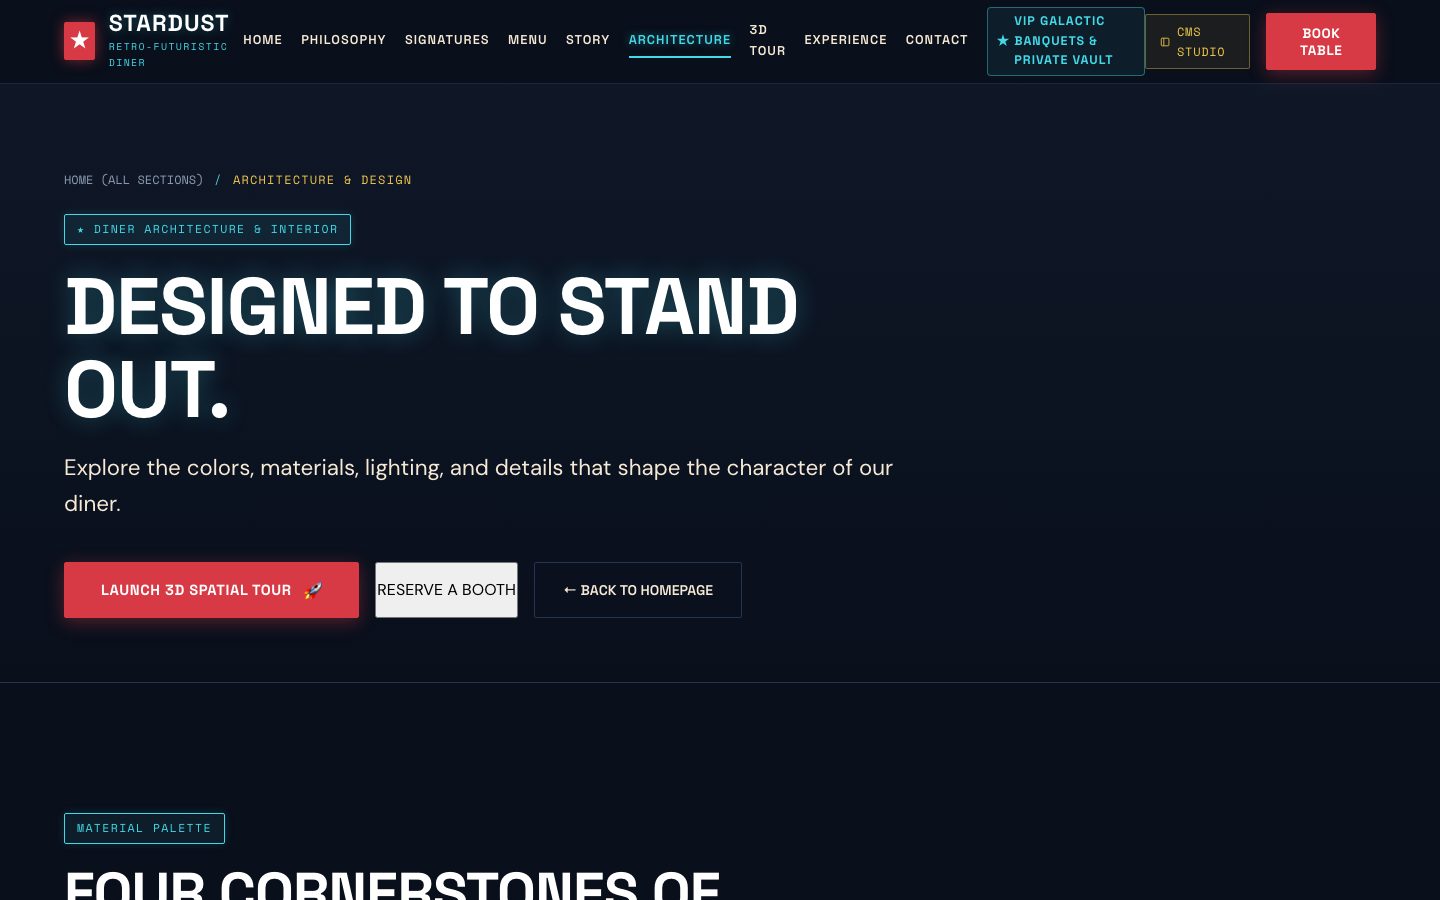 STARDUST
RETRO-FUTURISTIC
DINER
HOME
PHILOSOPHY
SIGNATURES
MENU
STORY
ARCHITECTURE
3D
TOUR
EXPERIENCE
CONTACT
★ VIP GALACTIC
BANQUETS &
PRIVATE VAULT
CMS
STUDIO
BOOK
TABLE
HOME (ALL SECTIONS) / ARCHITECTURE & DESIGN
★ DINER ARCHITECTURE & INTERIOR
DESIGNED TO STAND
OUT.
Explore the colors, materials, lighting, and details that shape the character of our
diner.
LAUNCH 3D SPATIAL TOUR 🚀
RESERVE A BOOTH
← BACK TO HOMEPAGE
MATERIAL PALETTE
FOUR CORNERSTONES OF